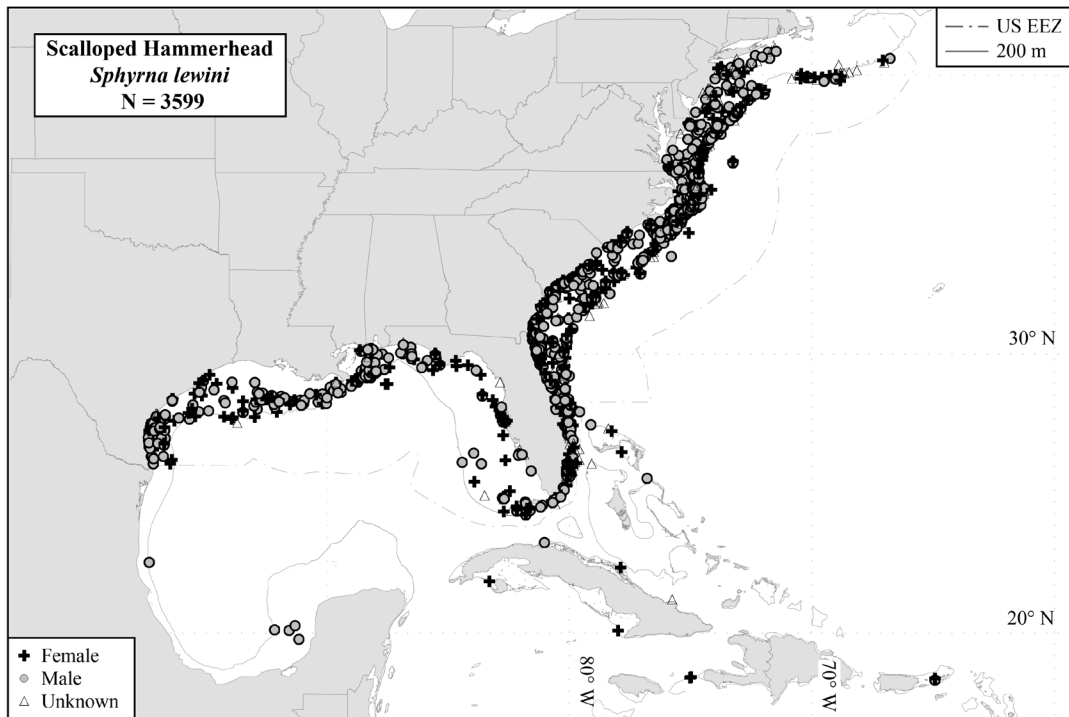 Scalloped Hammerhead
Sphyrna lewini
N = 3599
US EEZ
200 m
30° N
20° N
80° W
70° W
Female
Male
Unknown